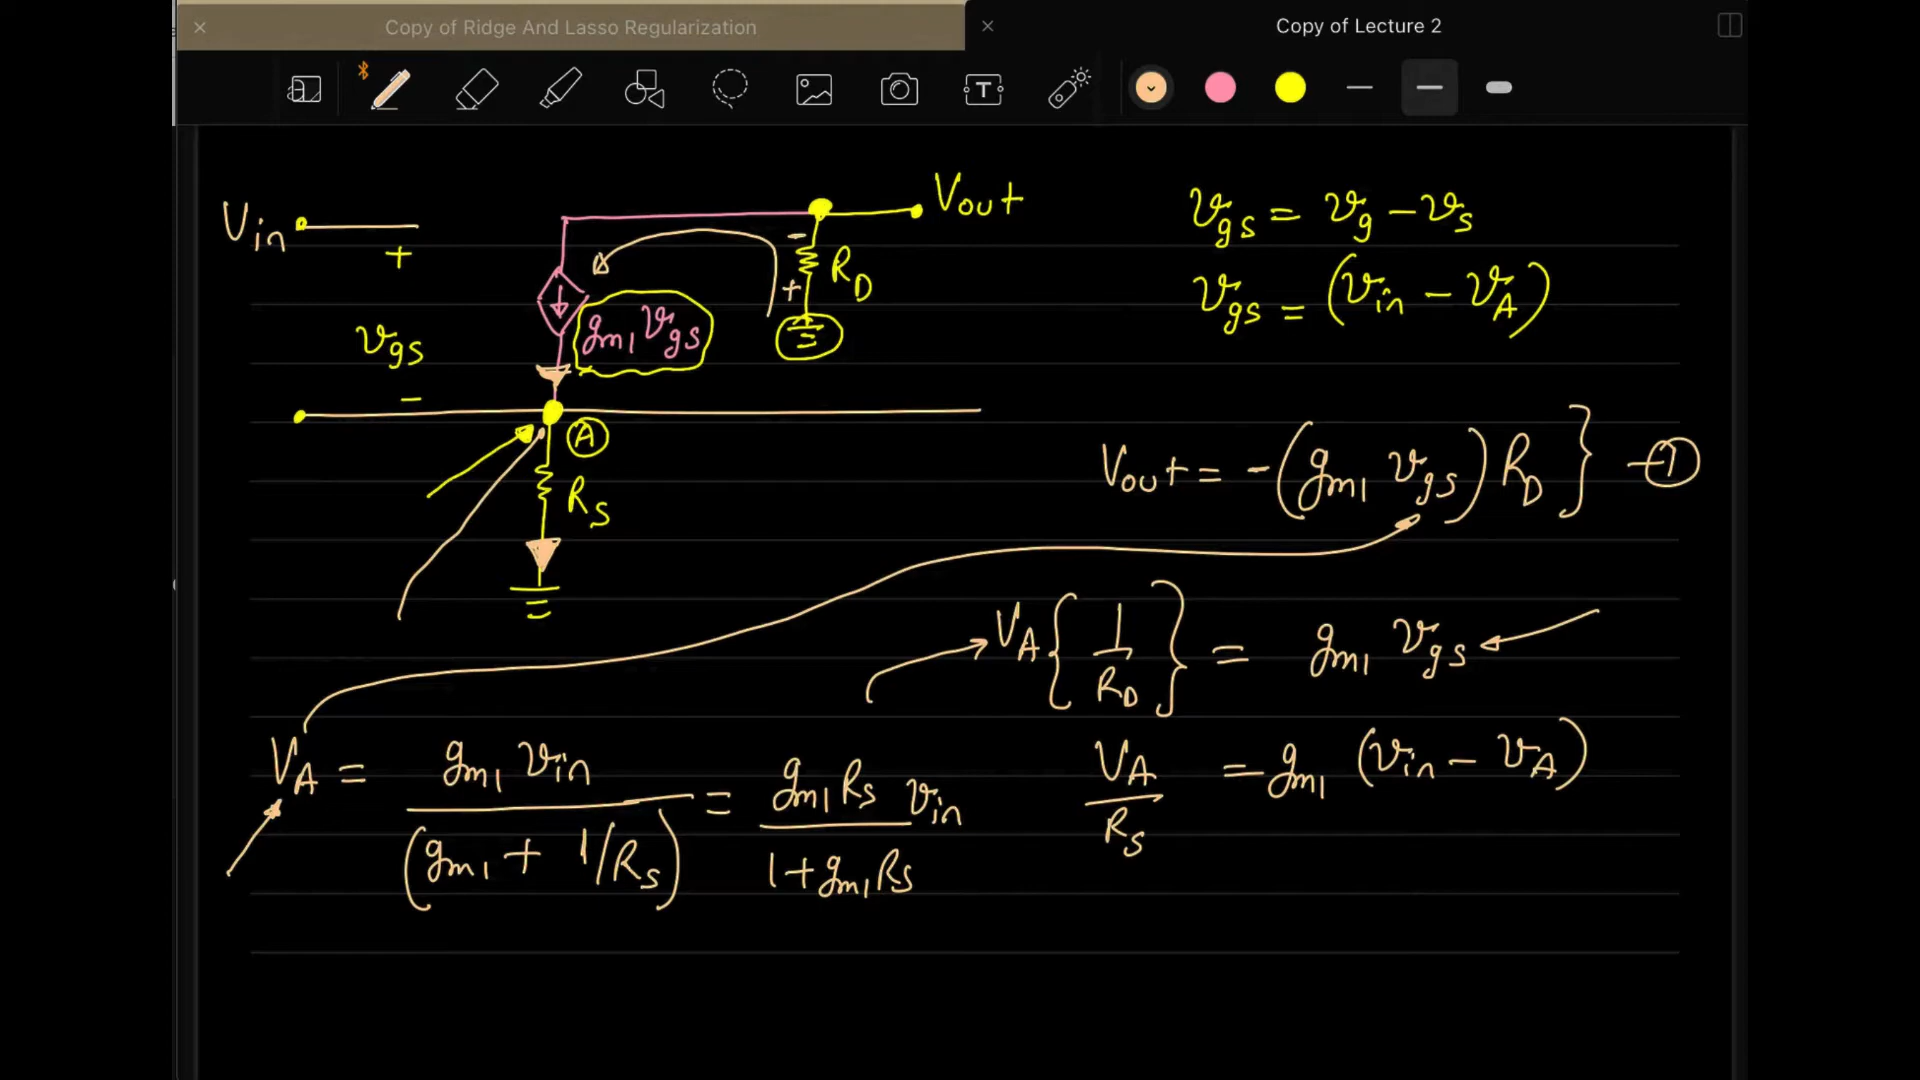 Copy of Ridge And Lasso Regularization
Copy of Lecture 2
T
Vin
+
Vout
vgs = vg - vs
- RD
+
vgs = (vin - vA)
gm1 vgs
vgs
-
A
RS
Vout = -(gm1 vgs) RD } - ①
VA { 1/RD } = gm1 vgs
VA = gm1 vin / (gm1 + 1/Rs) = gm1 Rs vin / 1 + gm1 Rs
VA / Rs = gm1 (vin - vA)